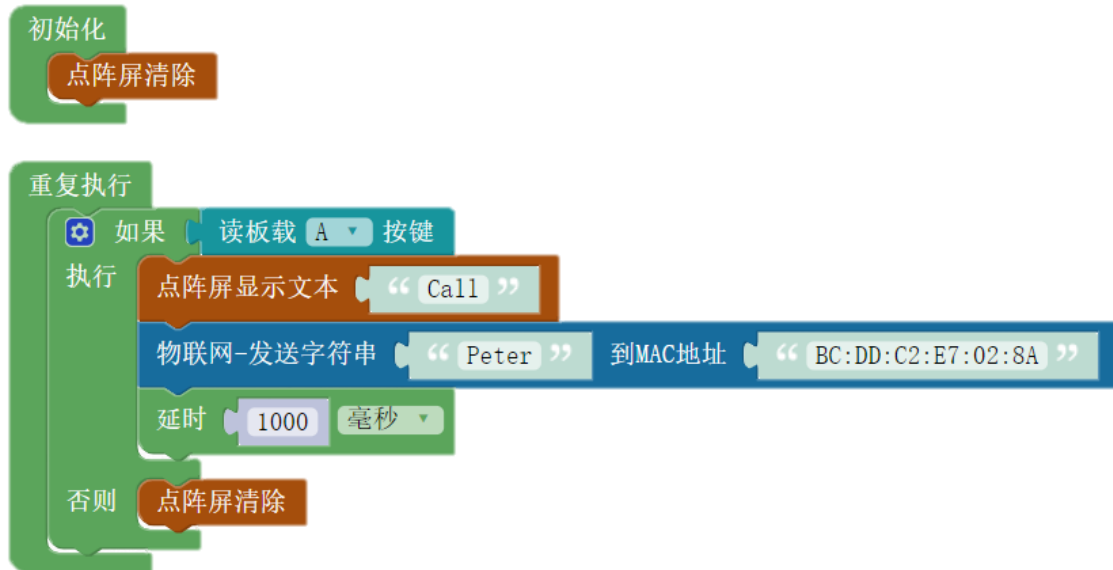 初始化
点阵屏清除
重复执行
如果 读板载 A 按键
执行 点阵屏显示文本 “ Call ”
物联网-发送字符串 “ Peter ” 到MAC地址 “ BC:DD:C2:E7:02:8A ”
延时 1000 毫秒
否则 点阵屏清除